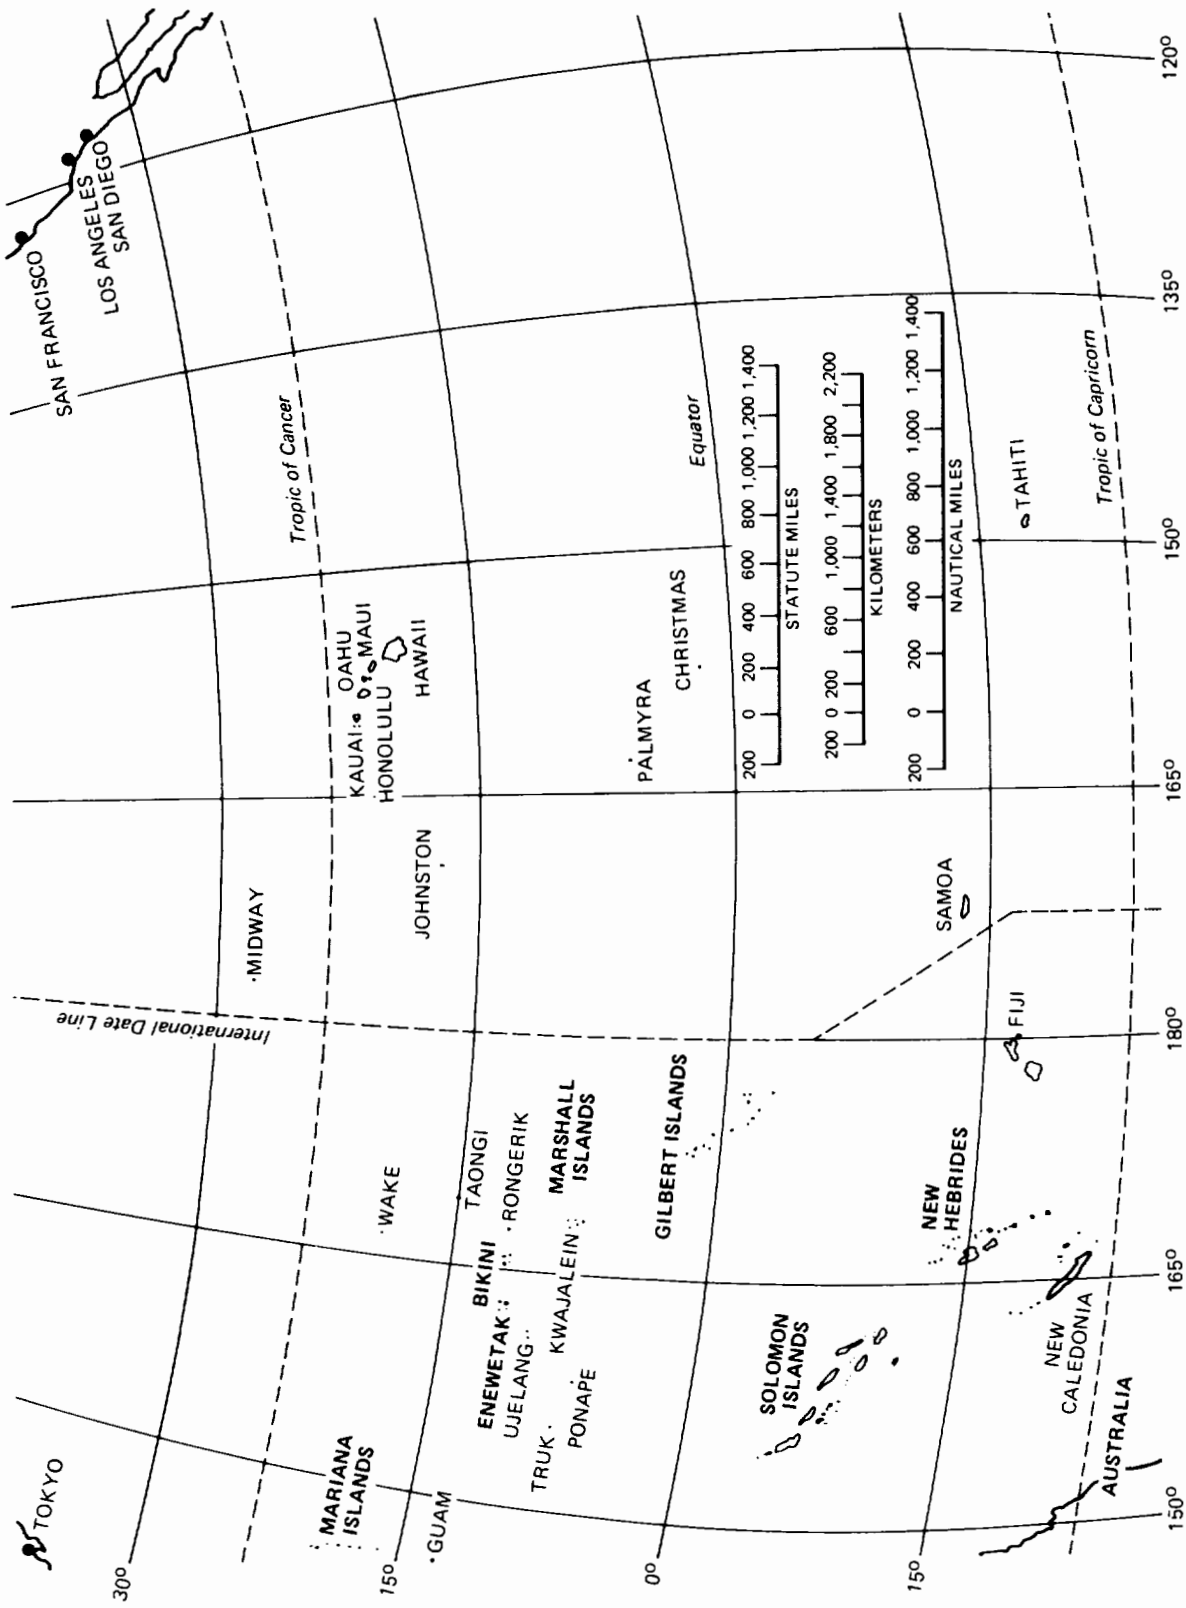 TOKYO
SAN FRANCISCO
LOS ANGELES
SAN DIEGO
30°
International Date Line
MIDWAY
Tropic of Cancer
MARIANA
ISLANDS
WAKE
KAUAI
OAHU
MAUI
HONOLULU
HAWAII
JOHNSTON
15°
GUAM
TAONGI
BIKINI
RONGERIK
ENEWETAK
UJELANG
KWAJALEIN
MARSHALL
ISLANDS
TRUK
PONAPE
PALMYRA
CHRISTMAS
GILBERT ISLANDS
Equator
0°
200 0 200 400 600 800 1,000 1,200 1,400
STATUTE MILES
200 0 200 600 1,000 1,400 1,800 2,200
KILOMETERS
200 0 200 400 600 800 1,000 1,200 1,400
NAUTICAL MILES
SOLOMON
ISLANDS
NEW
HEBRIDES
SAMOA
FIJI
TAHITI
15°
NEW
CALEDONIA
Tropic of Capricorn
AUSTRALIA
150°
165°
180°
165°
150°
135°
120°